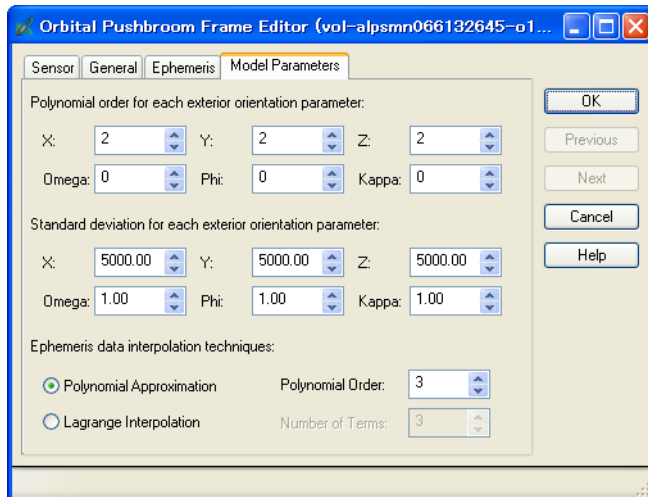 Orbital Pushbroom Frame Editor (vol-alpsmn066132645-o1...
Sensor General Ephemeris Model Parameters
Polynomial order for each exterior orientation parameter:
X: 2 Y: 2 Z: 2
Omega: 0 Phi: 0 Kappa: 0
Standard deviation for each exterior orientation parameter:
X: 5000.00 Y: 5000.00 Z: 5000.00
Omega: 1.00 Phi: 1.00 Kappa: 1.00
Ephemeris data interpolation techniques:
Polynomial Approximation Polynomial Order: 3
Lagrange Interpolation Number of Terms: 3
OK
Previous
Next
Cancel
Help